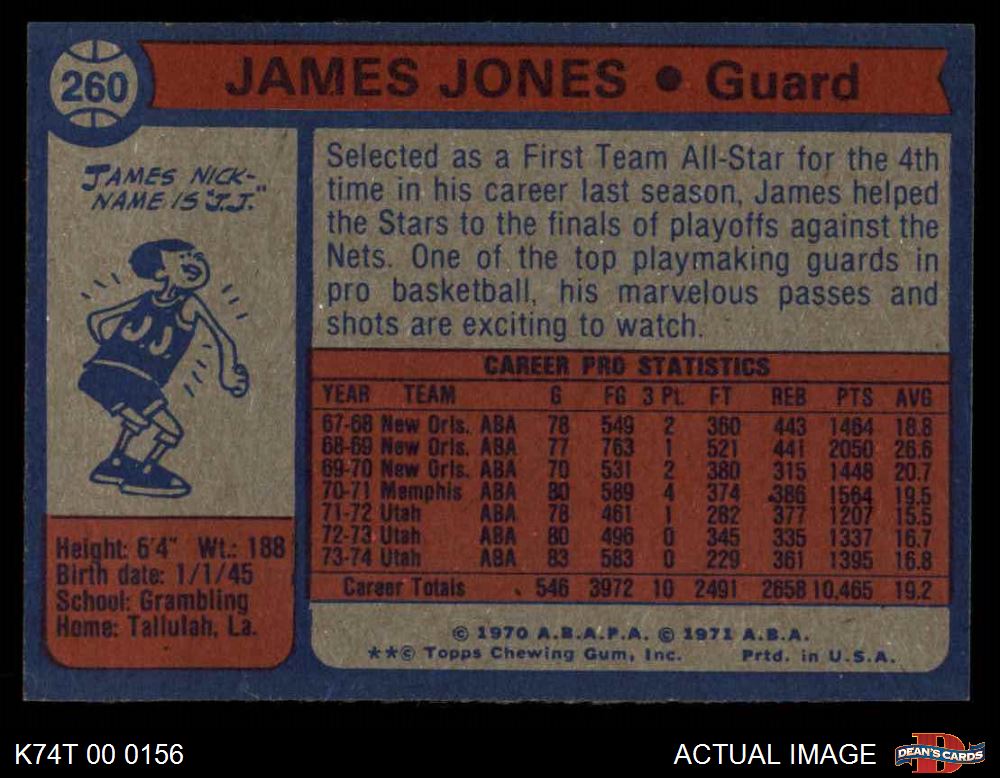 260
JAMES JONES • Guard
JAMES NICK-
NAME IS "J.J."
JJ
Selected as a First Team All-Star for the 4th
time in his career last season, James helped
the Stars to the finals of playoffs against the
Nets. One of the top playmaking guards in
pro basketball, his marvelous passes and
shots are exciting to watch.
CAREER PRO STATISTICS
YEAR TEAM G FG 3 Pt. FT REB PTS AVG
67-68 New Orls. ABA 78 549 2 360 443 1464 18.8
68-69 New Orls. ABA 77 763 1 521 441 2050 26.6
69-70 New Orls. ABA 70 531 2 380 315 1448 20.7
70-71 Memphis ABA 80 589 4 374 386 1564 19.5
71-72 Utah ABA 78 461 1 282 377 1207 15.5
72-73 Utah ABA 80 496 0 345 335 1337 16.7
73-74 Utah ABA 83 583 0 229 361 1395 16.8
Career Totals 546 3972 10 2491 2658 10,465 19.2
Height: 6'4" Wt.: 188
Birth date: 1/1/45
School: Grambling
Home: Tallulah, La.
© 1970 A.B.A.P.A. © 1971 A.B.A.
**© Topps Chewing Gum, Inc. Prtd. in U.S.A.
K74T 00 0156
ACTUAL IMAGE
DEAN'S CARDS